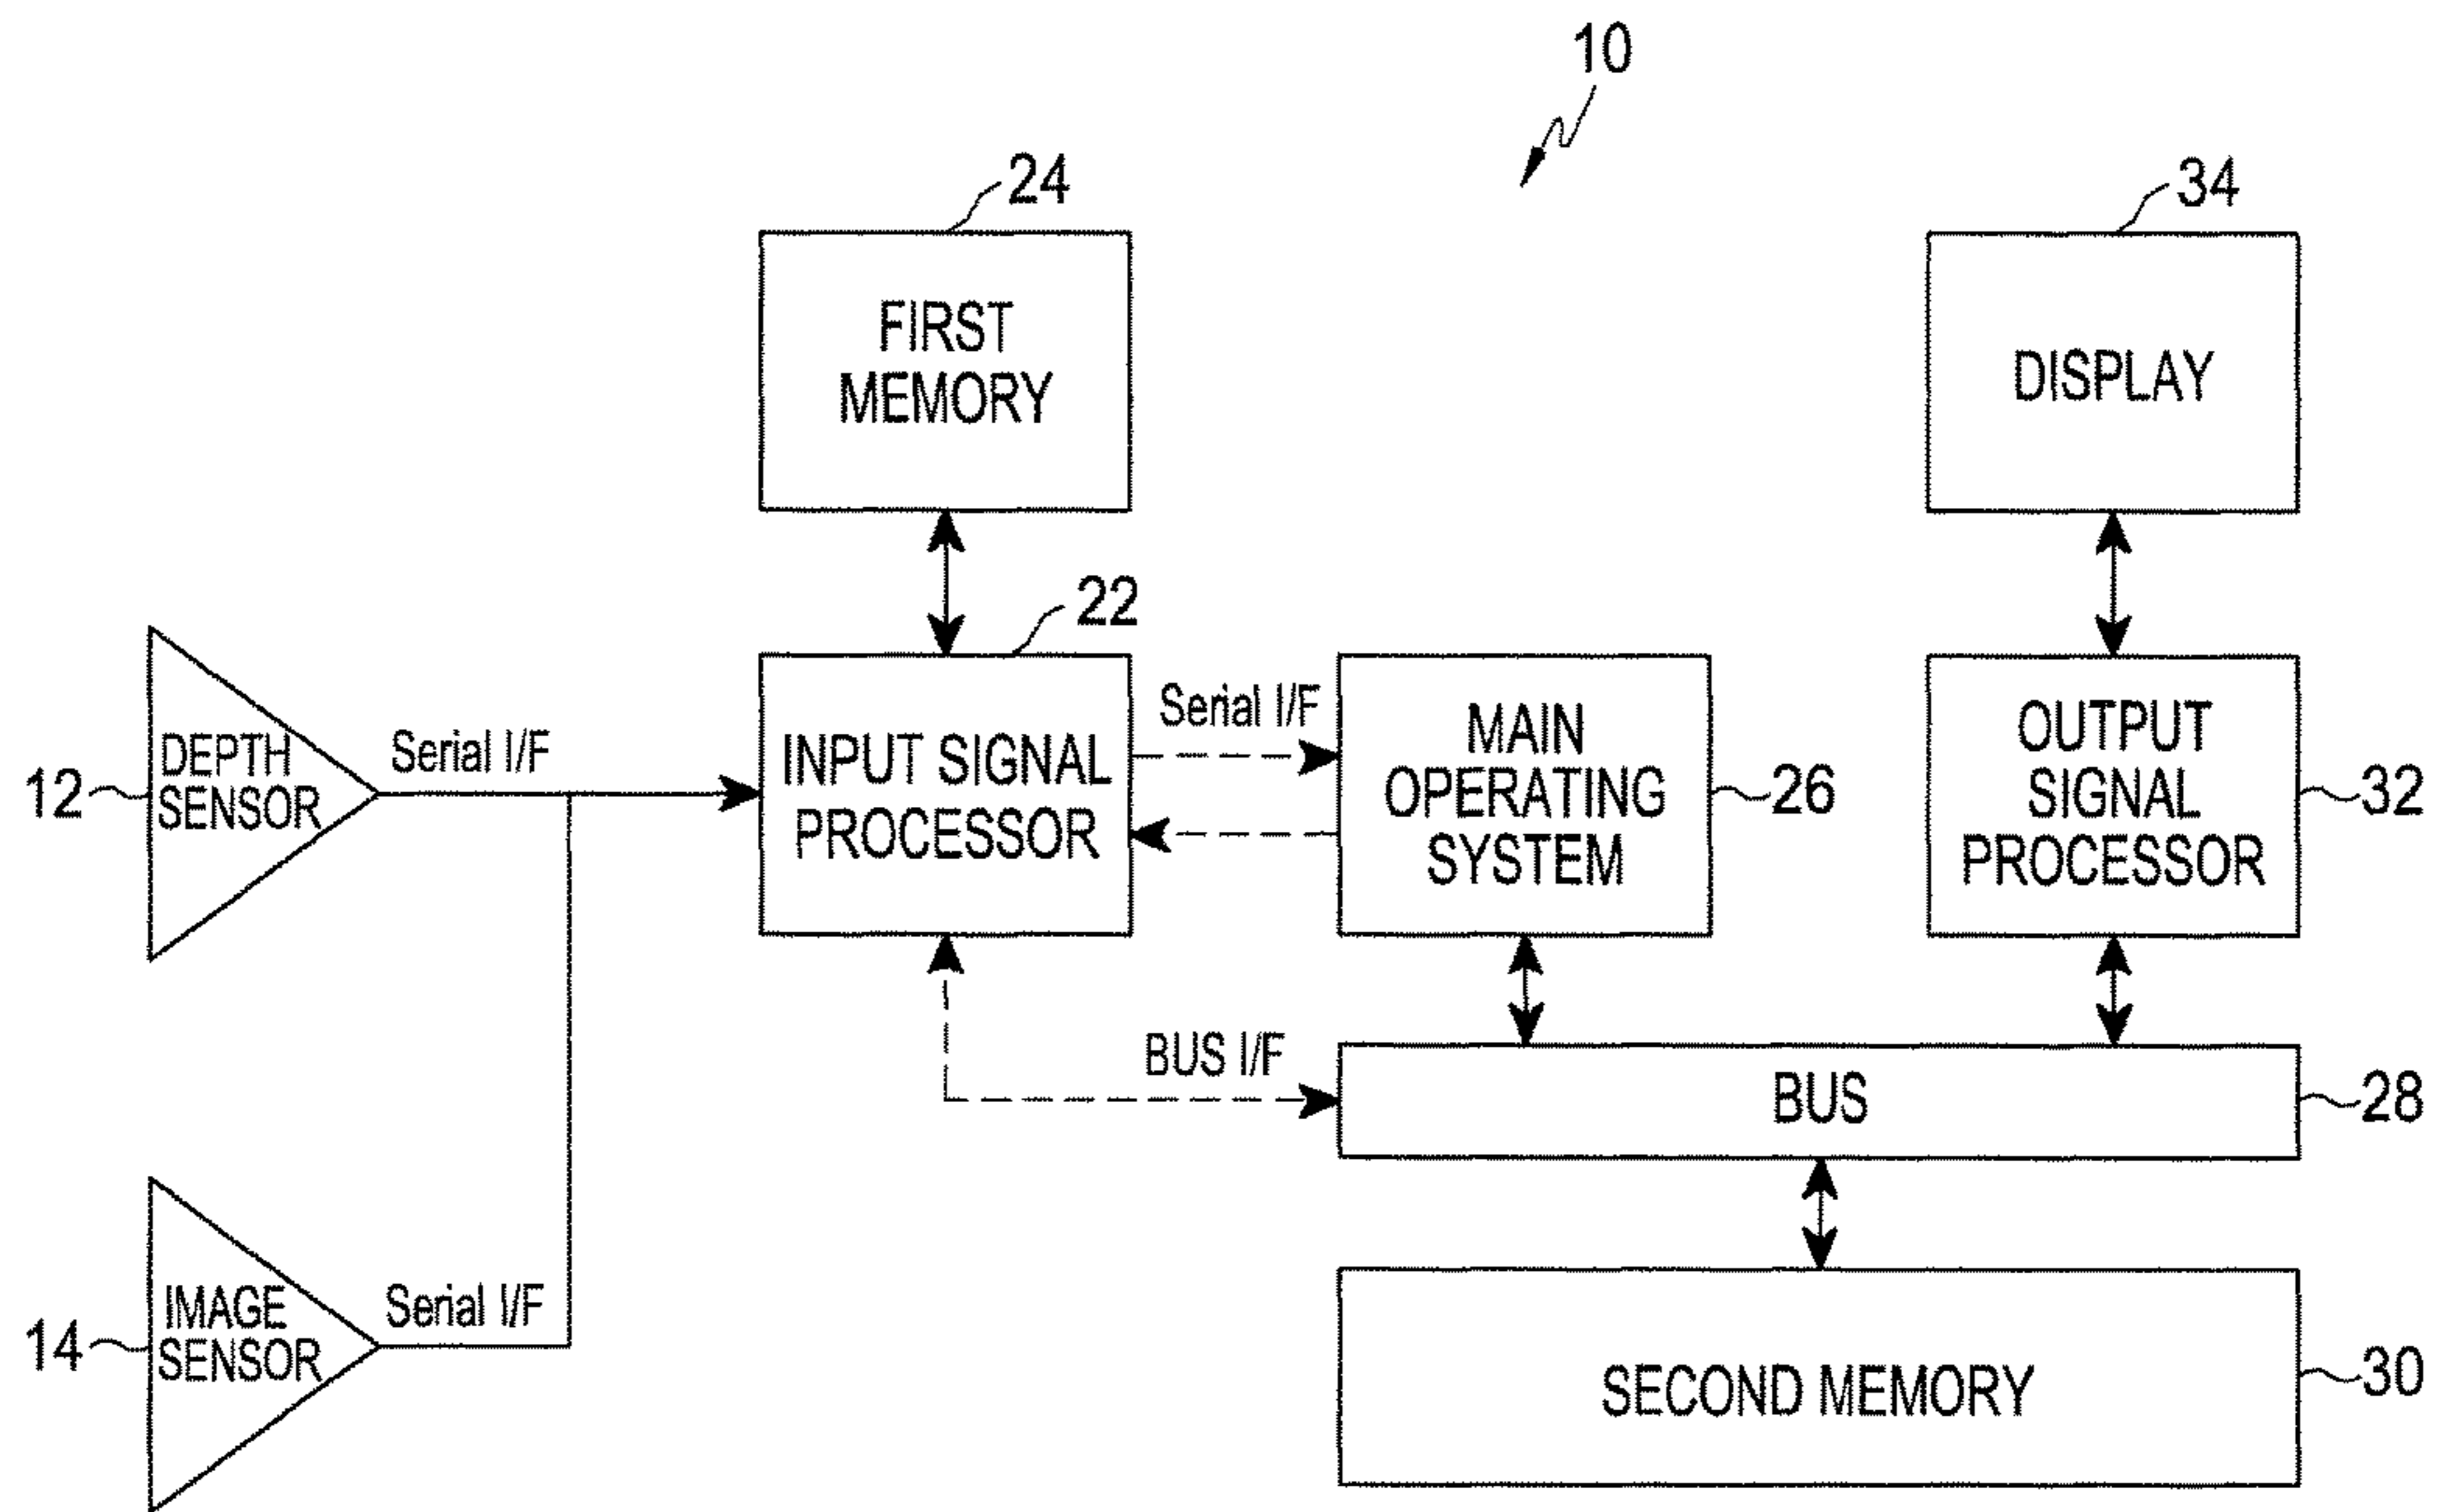 10
24
34
FIRST
MEMORY
DISPLAY
22
DEPTH
SENSOR
12
Serial I/F
INPUT SIGNAL
PROCESSOR
Serial I/F
MAIN
OPERATING
SYSTEM
26
OUTPUT
SIGNAL
PROCESSOR
32
BUS I/F
BUS
28
IMAGE
SENSOR
14
Serial I/F
SECOND MEMORY
30